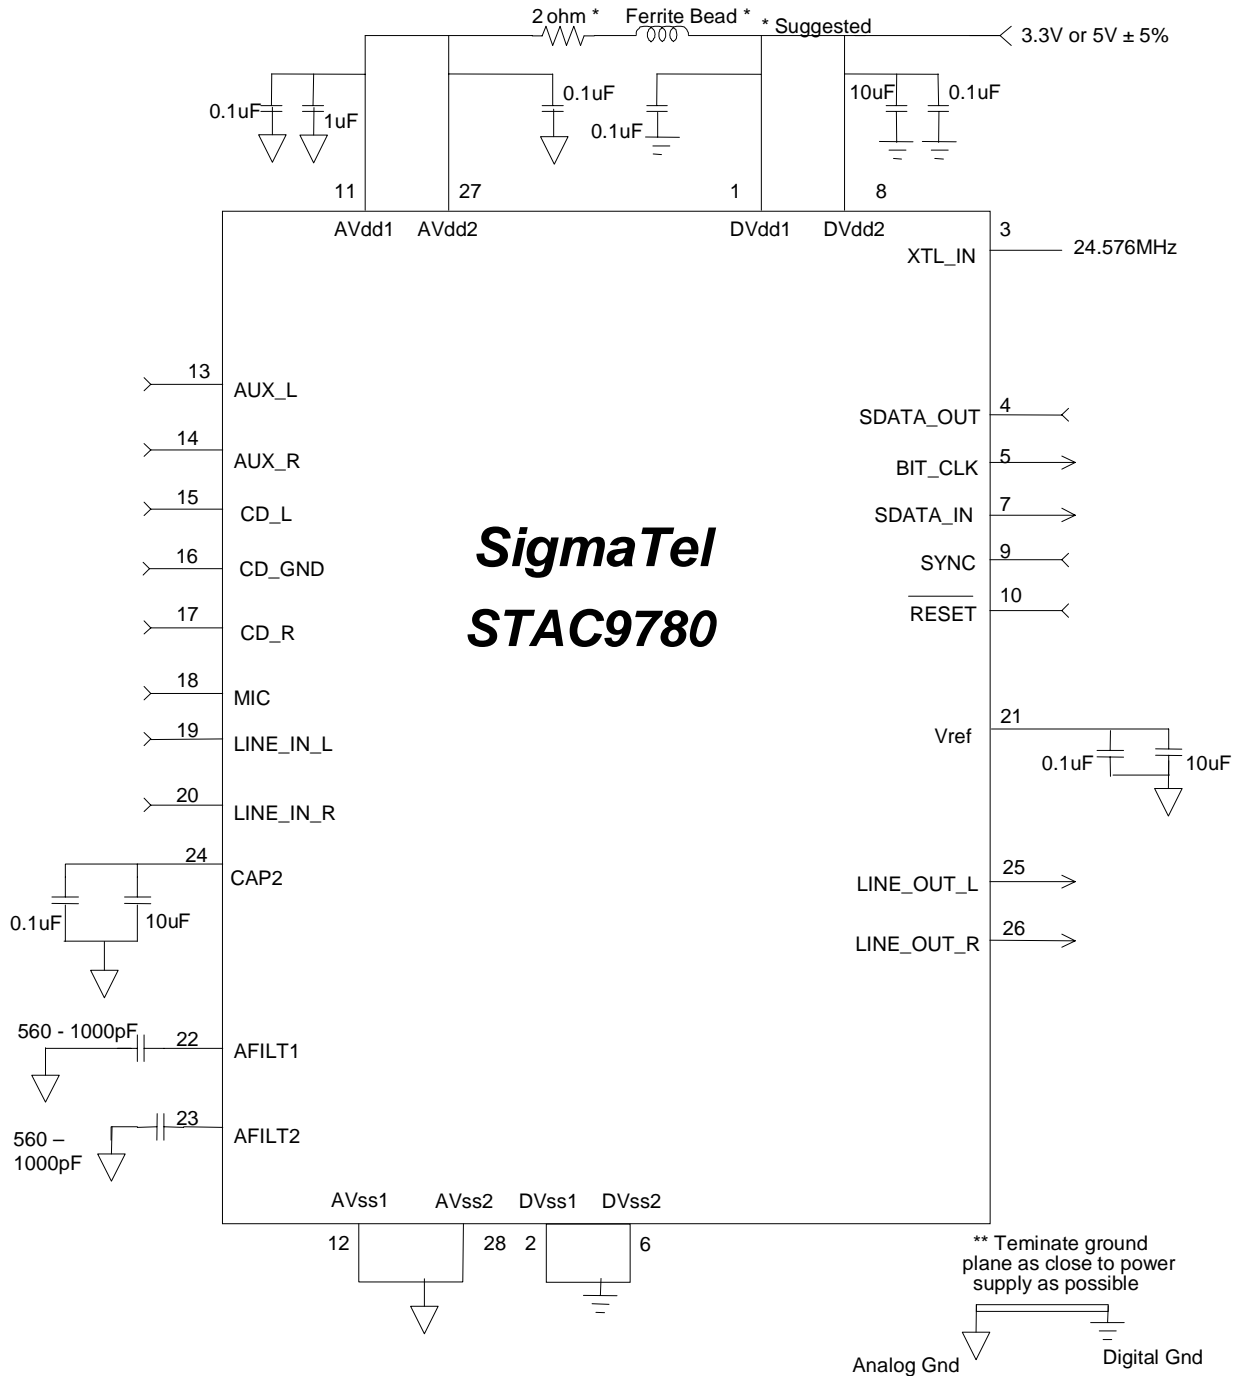 2 ohm *
Ferrite Bead *
* Suggested
3.3V or 5V ± 5%
0.1uF
1uF
0.1uF
0.1uF
10uF
0.1uF
11
27
1
8
AVdd1
AVdd2
DVdd1
DVdd2
3
XTL_IN
24.576MHz
13
AUX_L
14
AUX_R
15
CD_L
16
CD_GND
17
CD_R
18
MIC
19
LINE_IN_L
20
LINE_IN_R
24
CAP2
0.1uF
10uF
560 - 1000pF
22
AFILT1
23
AFILT2
560 –
1000pF
SigmaTel
STAC9780
SDATA_OUT
4
BIT_CLK
5
SDATA_IN
7
SYNC
9
RESET
10
Vref
21
0.1uF
10uF
LINE_OUT_L
25
LINE_OUT_R
26
AVss1
AVss2
DVss1
DVss2
12
28
2
6
** Teminate ground
plane as close to power
supply as possible
Analog Gnd
Digital Gnd